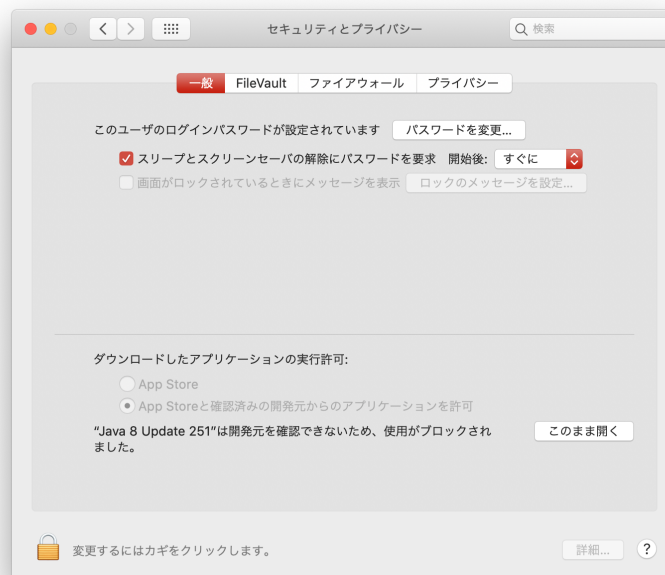 セキュリティとプライバシー
検索
一般 FileVault ファイアウォール プライバシー
このユーザのログインパスワードが設定されています パスワードを変更...
スリープとスクリーンセーバの解除にパスワードを要求 開始後: すぐに
画面がロックされているときにメッセージを表示 ロックのメッセージを設定...
ダウンロードしたアプリケーションの実行許可:
App Store
App Storeと確認済みの開発元からのアプリケーションを許可
“Java 8 Update 251”は開発元を確認できないため、使用がブロックされ このまま開く
ました。
変更するにはカギをクリックします。 詳細... ?